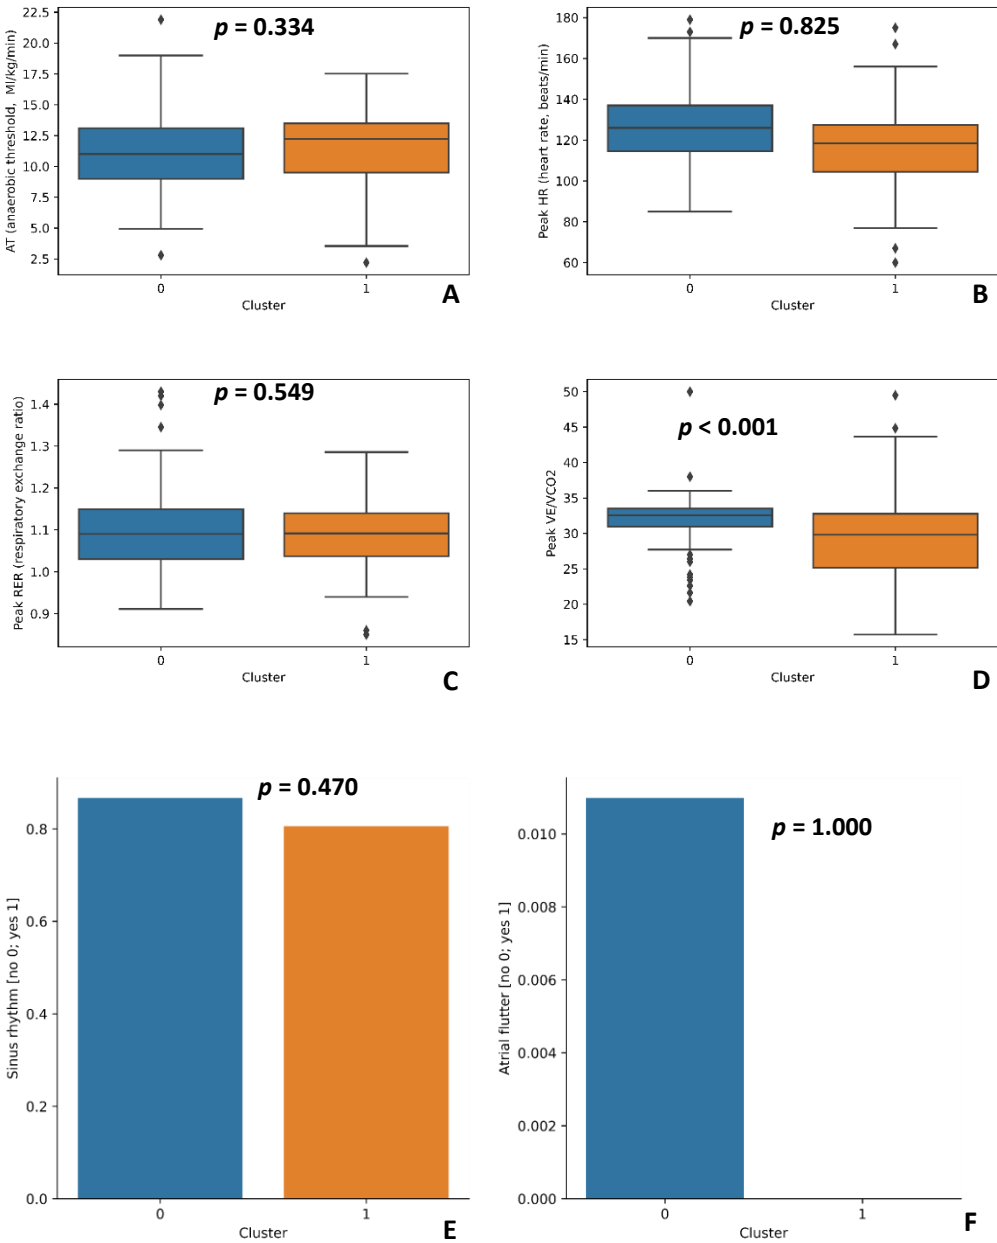 p = 0.334
22.5
20.0
17.5
15.0
12.5
10.0
7.5
5.0
2.5
AT (anaerobic threshold, Ml/kg/min)
0
1
Cluster
A
p = 0.825
180
160
140
120
100
80
60
Peak HR (heart rate, beats/min)
0
1
Cluster
B
p = 0.549
1.4
1.3
1.2
1.1
1.0
0.9
Peak RER (respiratory exchange ratio)
0
1
Cluster
C
p < 0.001
50
45
40
35
30
25
20
15
Peak VE/VCO2
0
1
Cluster
D
p = 0.470
0.8
0.6
0.4
0.2
0.0
Sinus rhythm [no 0; yes 1]
0
1
Cluster
E
p = 1.000
0.010
0.008
0.006
0.004
0.002
0.000
Atrial flutter [no 0; yes 1]
0
1
Cluster
F